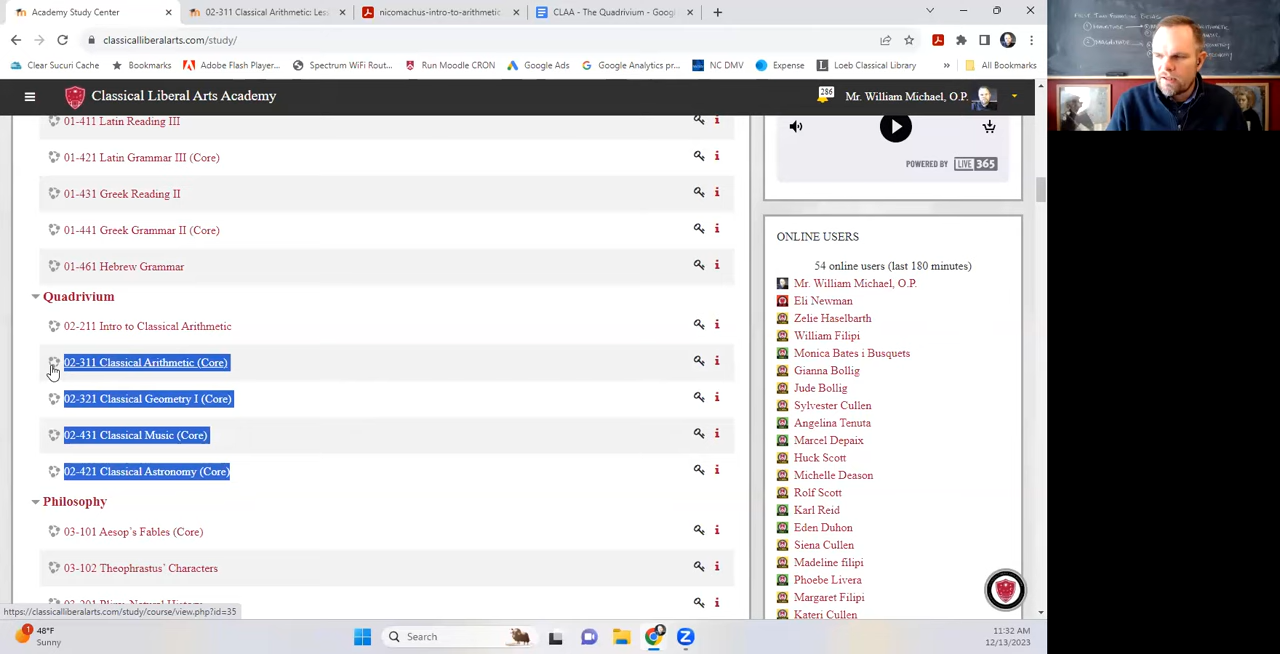 Academy Study Center
02-311 Classical Arithmetic: Less
nicomachus-intro-to-arithmetic
CLAA - The Quadrivium - Googl
classicalliberalarts.com/study/
Clear Sucuri Cache
Bookmarks
Adobe Flash Player...
Spectrum WiFi Rout...
Run Moodle CRON
Google Ads
Google Analytics pr...
NC DMV
Expense
Loeb Classical Library
»
All Bookmarks
Classical Liberal Arts Academy
286
Mr. William Michael, O.P.
01-411 Latin Reading III
01-421 Latin Grammar III (Core)
01-431 Greek Reading II
01-441 Greek Grammar II (Core)
01-461 Hebrew Grammar
Quadrivium
02-211 Intro to Classical Arithmetic
02-311 Classical Arithmetic (Core)
02-321 Classical Geometry I (Core)
02-431 Classical Music (Core)
02-421 Classical Astronomy (Core)
Philosophy
03-101 Aesop's Fables (Core)
03-102 Theophrastus' Characters
https://classicalliberalarts.com/study/course/view.php?id=35
POWERED BY LIVE365
ONLINE USERS
54 online users (last 180 minutes)
Mr. William Michael, O.P.
Eli Newman
Zelie Haselbarth
William Filipi
Monica Bates i Busquets
Gianna Bollig
Jude Bollig
Sylvester Cullen
Angelina Tenuta
Marcel Depaix
Huck Scott
Michelle Deason
Rolf Scott
Karl Reid
Eden Duhon
Siena Cullen
Madeline filipi
Phoebe Livera
Margaret Filipi
Kateri Cullen
1
48°F
Sunny
Search
11:32 AM
12/13/2023